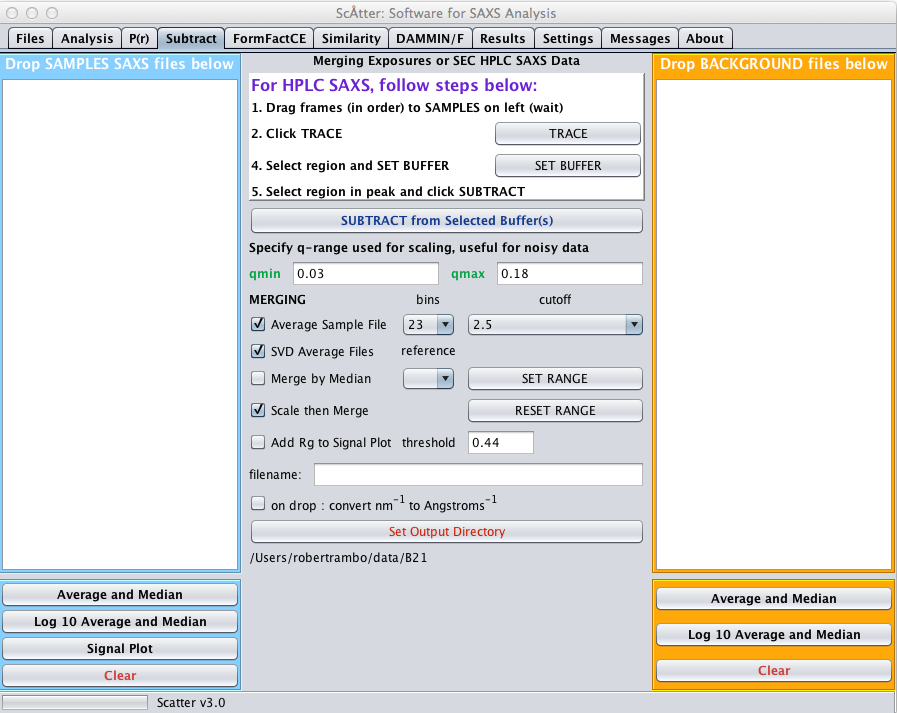 ScÅtter: Software for SAXS Analysis
Files Analysis P(r) Subtract FormFactCE Similarity DAMMIN/F Results Settings Messages About
Drop SAMPLES SAXS files below
Merging Exposures or SEC HPLC SAXS Data
Drop BACKGROUND files below
For HPLC SAXS, follow steps below:
1. Drag frames (in order) to SAMPLES on left (wait)
2. Click TRACE
TRACE
4. Select region and SET BUFFER
SET BUFFER
5. Select region in peak and click SUBTRACT
SUBTRACT from Selected Buffer(s)
Specify q-range used for scaling, useful for noisy data
qmin 0.03 qmax 0.18
MERGING bins cutoff
Average Sample File 23 2.5
SVD Average Files reference
Merge by Median SET RANGE
Scale then Merge RESET RANGE
Add Rg to Signal Plot threshold 0.44
filename:
on drop : convert nm⁻¹ to Angstroms⁻¹
Set Output Directory
/Users/robertrambo/data/B21
Average and Median
Log 10 Average and Median
Signal Plot
Clear
Average and Median
Log 10 Average and Median
Clear
Scatter v3.0